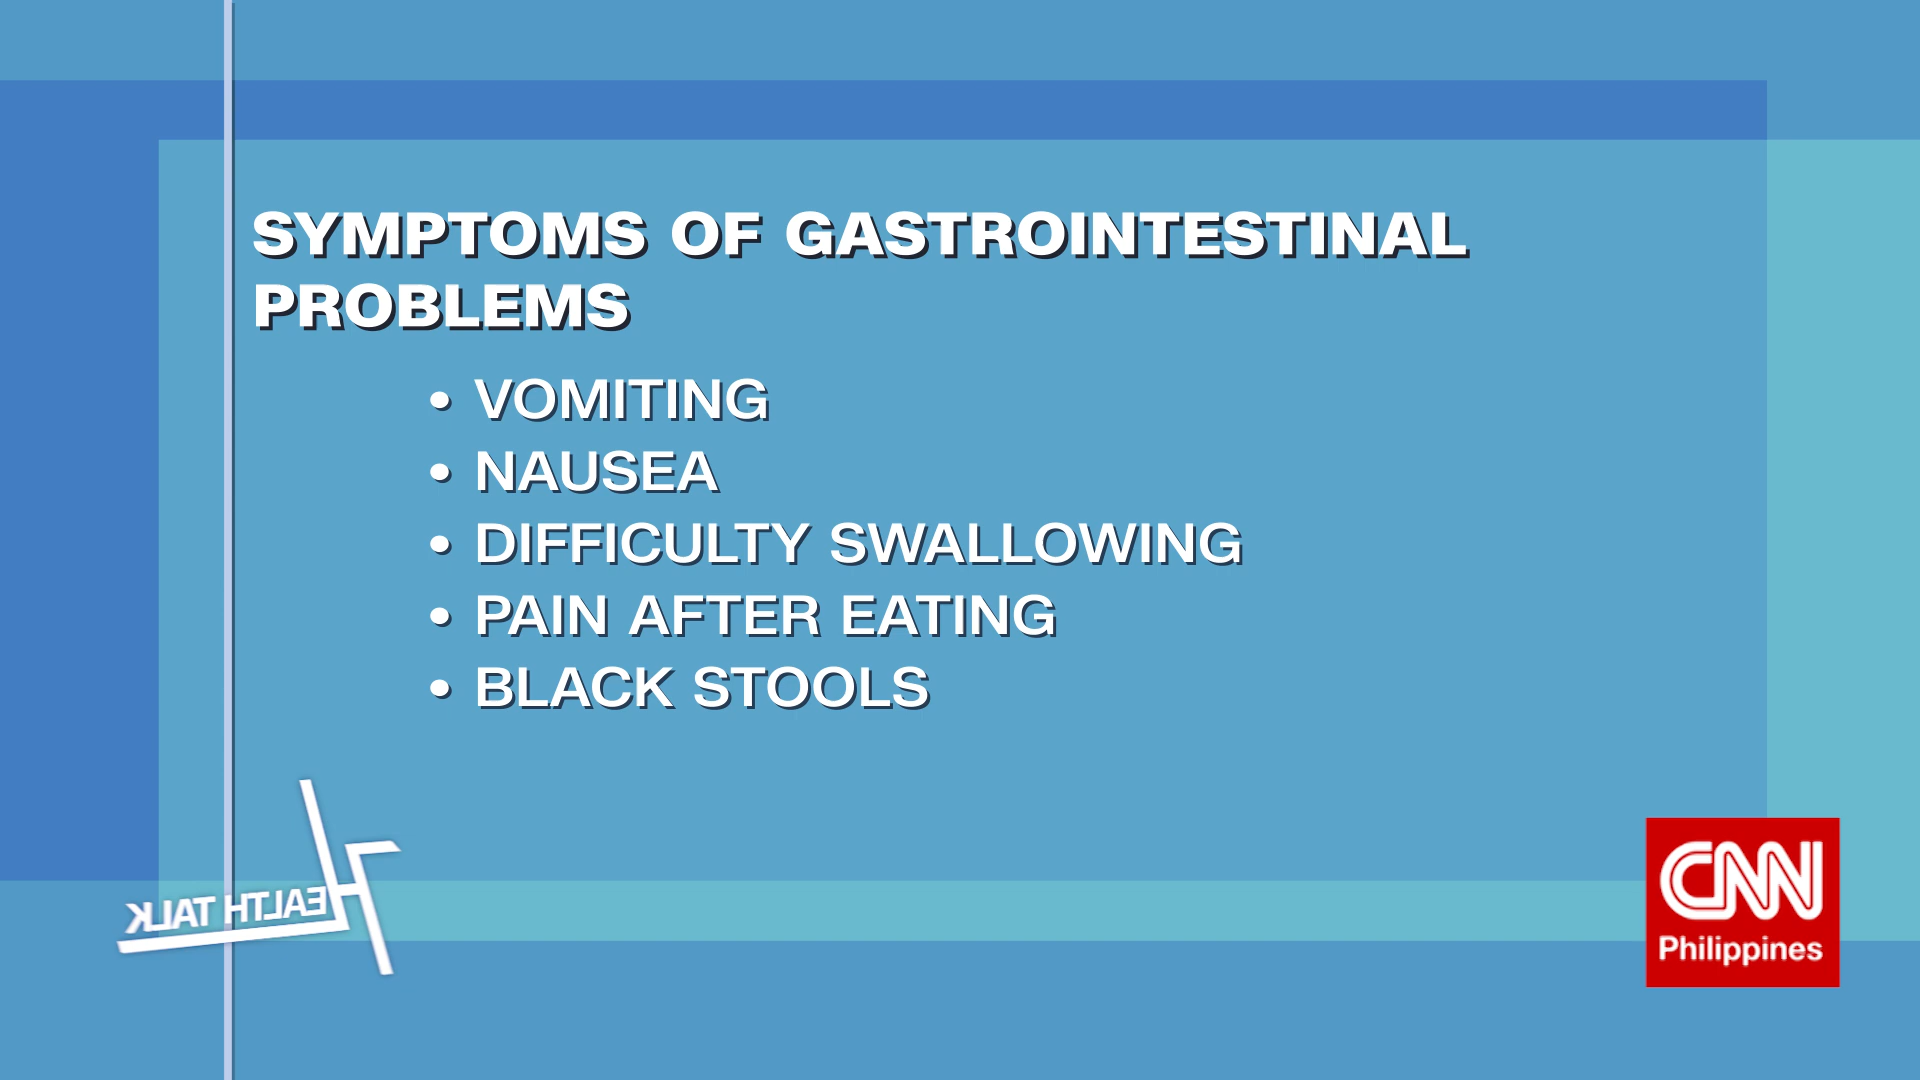 SYMPTOMS OF GASTROINTESTINAL
PROBLEMS
• VOMITING
• NAUSEA
• DIFFICULTY SWALLOWING
• PAIN AFTER EATING
• BLACK STOOLS
HEALTH TALK
CNN
Philippines